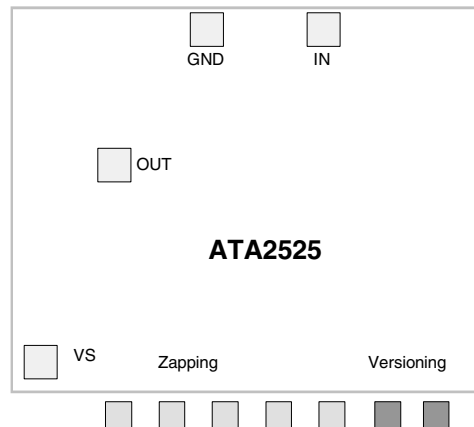 GND IN
OUT
ATA2525
VS
Zapping Versioning